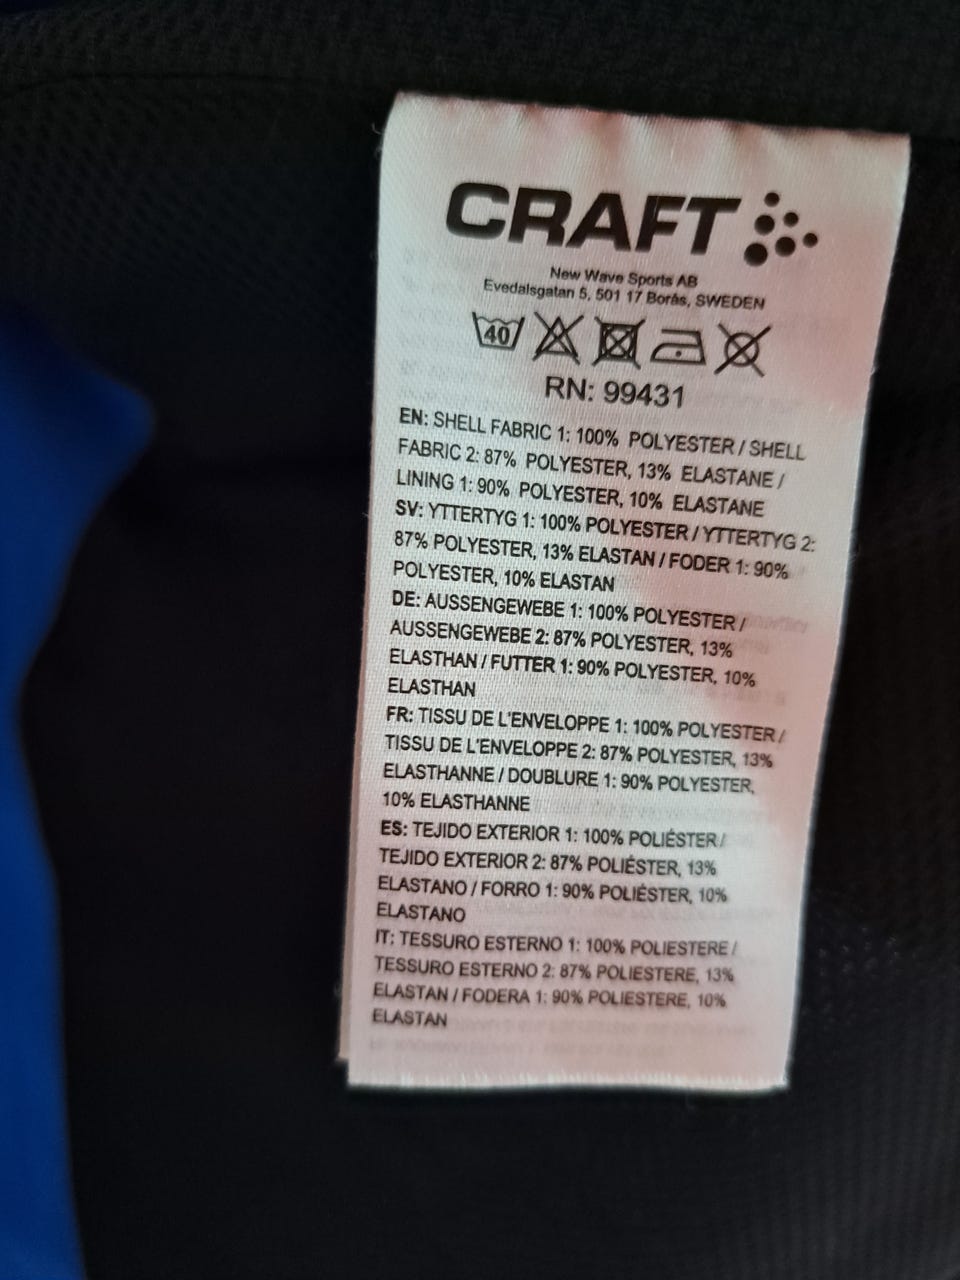 CRAFT
New Wave Sports AB
Evedalsgatan 5, 501 17 Borås, SWEDEN
40
RN: 99431
EN: SHELL FABRIC 1: 100% POLYESTER / SHELL
FABRIC 2: 87% POLYESTER, 13% ELASTANE /
LINING 1: 90% POLYESTER, 10% ELASTANE
SV: YTTERTYG 1: 100% POLYESTER / YTTERTYG 2:
87% POLYESTER, 13% ELASTAN / FODER 1: 90%
POLYESTER, 10% ELASTAN
DE: AUSSENGEWEBE 1: 100% POLYESTER /
AUSSENGEWEBE 2: 87% POLYESTER, 13%
ELASTHAN / FUTTER 1: 90% POLYESTER, 10%
ELASTHAN
FR: TISSU DE L'ENVELOPPE 1: 100% POLYESTER /
TISSU DE L'ENVELOPPE 2: 87% POLYESTER, 13%
ELASTHANNE / DOUBLURE 1: 90% POLYESTER,
10% ELASTHANNE
ES: TEJIDO EXTERIOR 1: 100% POLIÉSTER /
TEJIDO EXTERIOR 2: 87% POLIÉSTER, 13%
ELASTANO / FORRO 1: 90% POLIÉSTER, 10%
ELASTANO
IT: TESSURO ESTERNO 1: 100% POLIESTERE /
TESSURO ESTERNO 2: 87% POLIESTERE, 13%
ELASTAN / FODERA 1: 90% POLIESTERE, 10%
ELASTAN